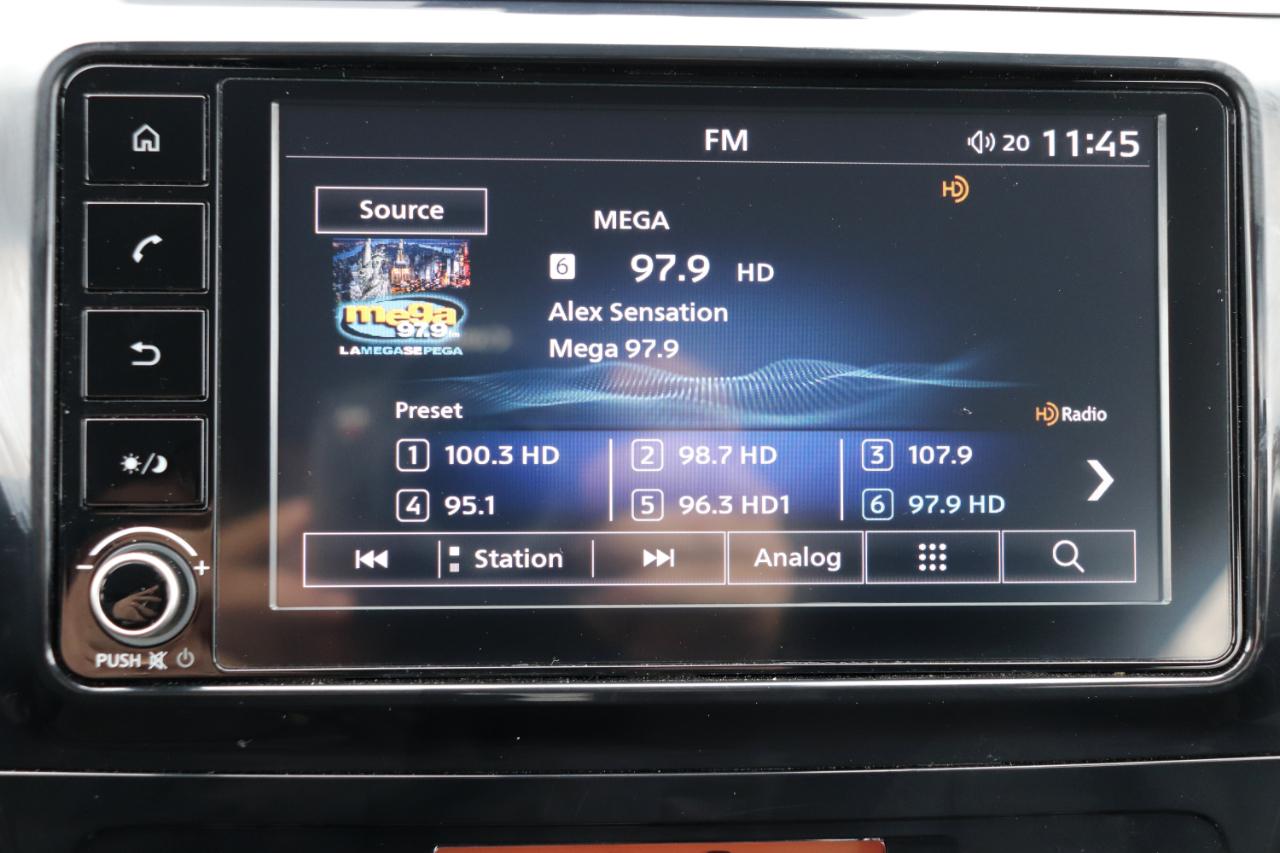 FM
20 11:45
HD
Source
MEGA
6 97.9 HD
mega
97.9 fm
LAMEGASEPEGA
Alex Sensation
Mega 97.9
Preset
HD Radio
1 100.3 HD
2 98.7 HD
3 107.9
4 95.1
5 96.3 HD1
6 97.9 HD
Station
Analog
- +
PUSH